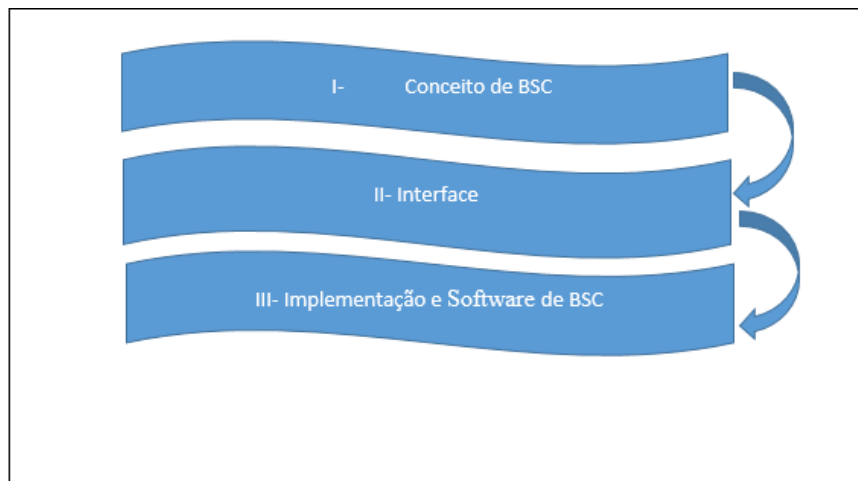 I- Conceito de BSC
II- Interface
III- Implementação e Software de BSC